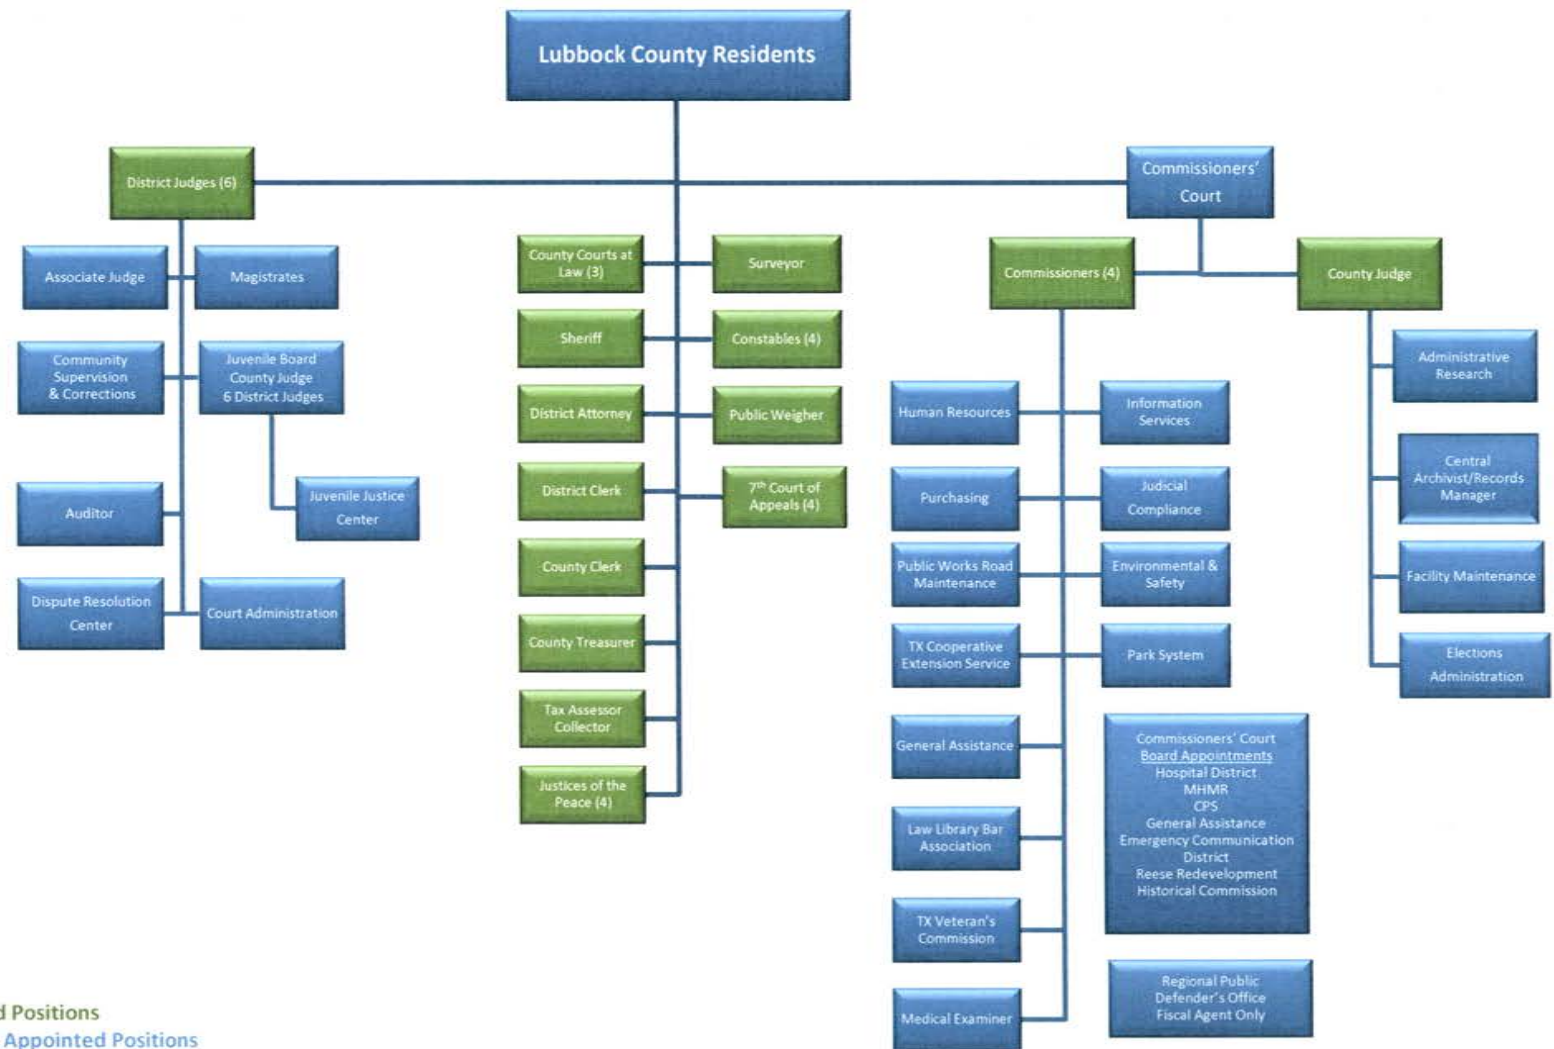 Lubbock County Residents
District Judges (6)
Commissioners'
Court
Associate Judge
Magistrates
Community
Supervision
& Corrections
Juvenile Board
County Judge
6 District Judges
Auditor
Juvenile Justice
Center
Dispute Resolution
Center
Court Administration
County Courts at
Law (3)
Surveyor
Sheriff
Constables (4)
District Attorney
Public Weigher
District Clerk
7th Court of
Appeals (4)
County Clerk
County Treasurer
Tax Assessor
Collector
Justices of the
Peace (4)
Commissioners (4)
County Judge
Human Resources
Information
Services
Purchasing
Judicial
Compliance
Public Works Road
Maintenance
Environmental &
Safety
TX Cooperative
Extension Service
Park System
General Assistance
Law Library Bar
Association
TX Veteran's
Commission
Medical Examiner
Commissioners' Court
Board Appointments
Hospital District
MHMR
CPS
General Assistance
Emergency Communication
District
Reese Redevelopment
Historical Commission
Regional Public
Defender's Office
Fiscal Agent Only
Administrative
Research
Central
Archivist/Records
Manager
Facility Maintenance
Elections
Administration
d Positions
Appointed Positions